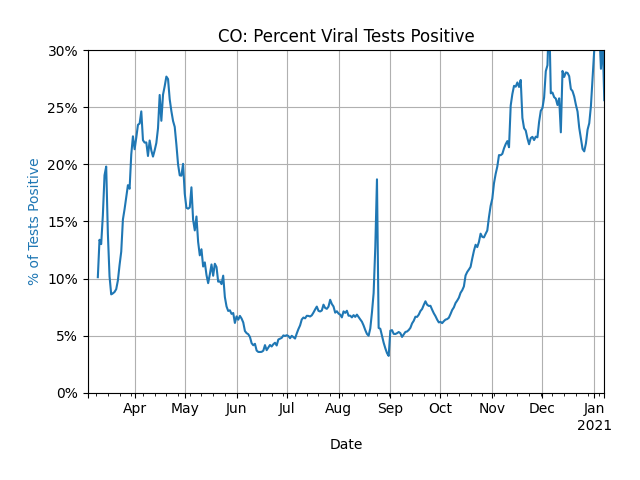 CO: Percent Viral Tests Positive
30%
25%
20%
15%
10%
5%
0%
% of Tests Positive
Apr May Jun Jul Aug Sep Oct Nov Dec Jan
2021
Date